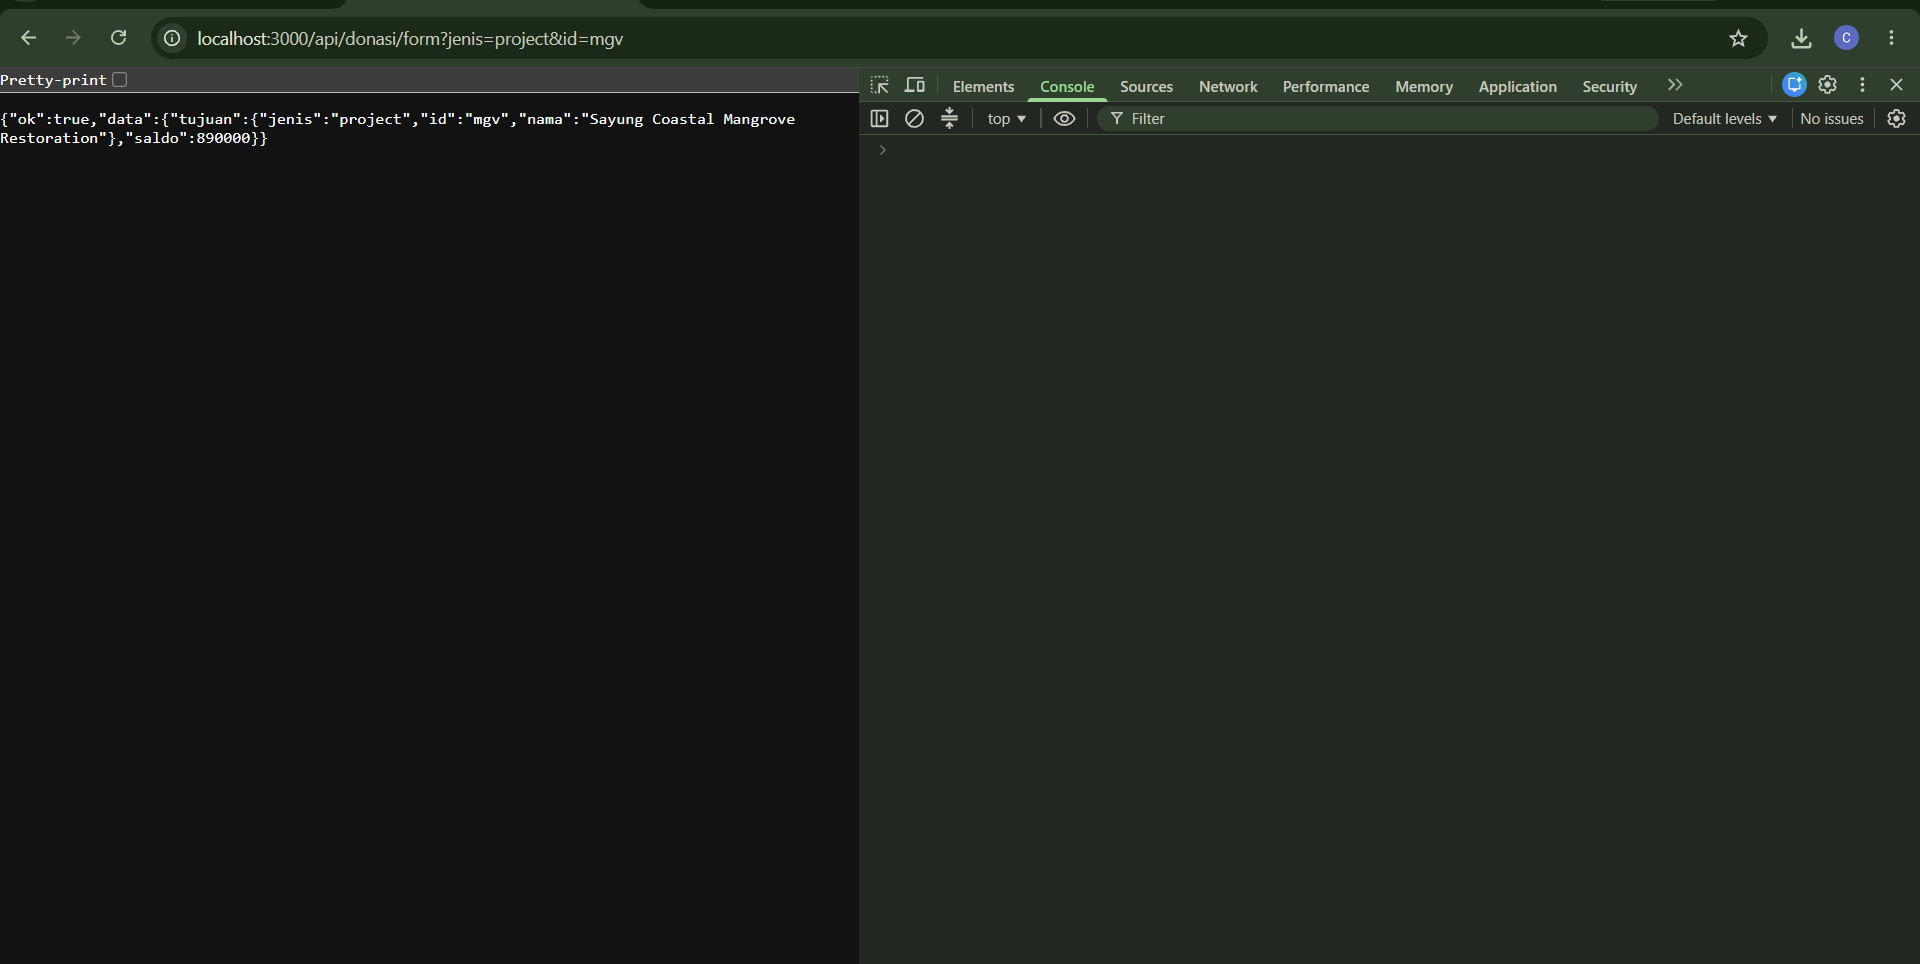 localhost:3000/api/donasi/form?jenis=project&id=mgv
C
Pretty-print
{"ok":true,"data":{"tujuan":{"jenis":"project","id":"mgv","nama":"Sayung Coastal Mangrove
Restoration"},"saldo":890000}}
Elements Console Sources Network Performance Memory Application Security
top Filter Default levels No issues